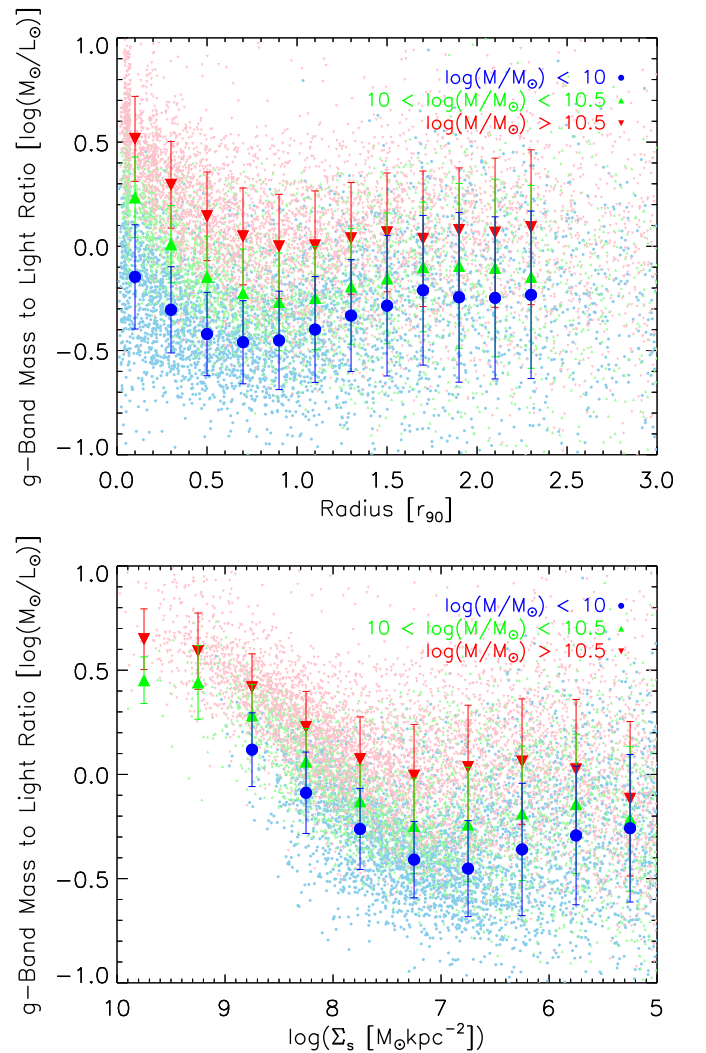 g-Band Mass to Light Ratio [log(M⊙/L⊙)]
1.0
0.5
0.0
-0.5
-1.0
log(M/M⊙) < 10
10 < log(M/M⊙) < 10.5
log(M/M⊙) > 10.5
0.0 0.5 1.0 1.5 2.0 2.5 3.0
Radius [r₉₀]
g-Band Mass to Light Ratio [log(M⊙/L⊙)]
1.0
0.5
0.0
-0.5
-1.0
log(M/M⊙) < 10
10 < log(M/M⊙) < 10.5
log(M/M⊙) > 10.5
10 9 8 7 6 5
log(Σₛ [M⊙kpc⁻²])